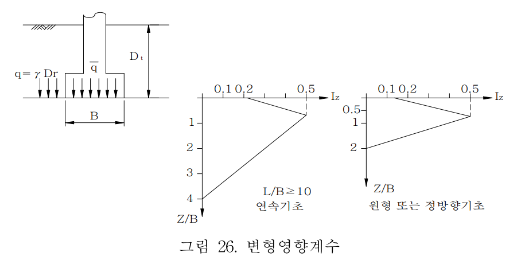 q= γ Dr
q̅
Dt
B
0.1 0.2 0.5 Iz
1
2
3
4
Z/B
L/B≥10
연속기초
0.1 0.2 0.5 Iz
0.5
1
2
Z/B
원형 또는 정방향기초
그림 26. 변형영향계수